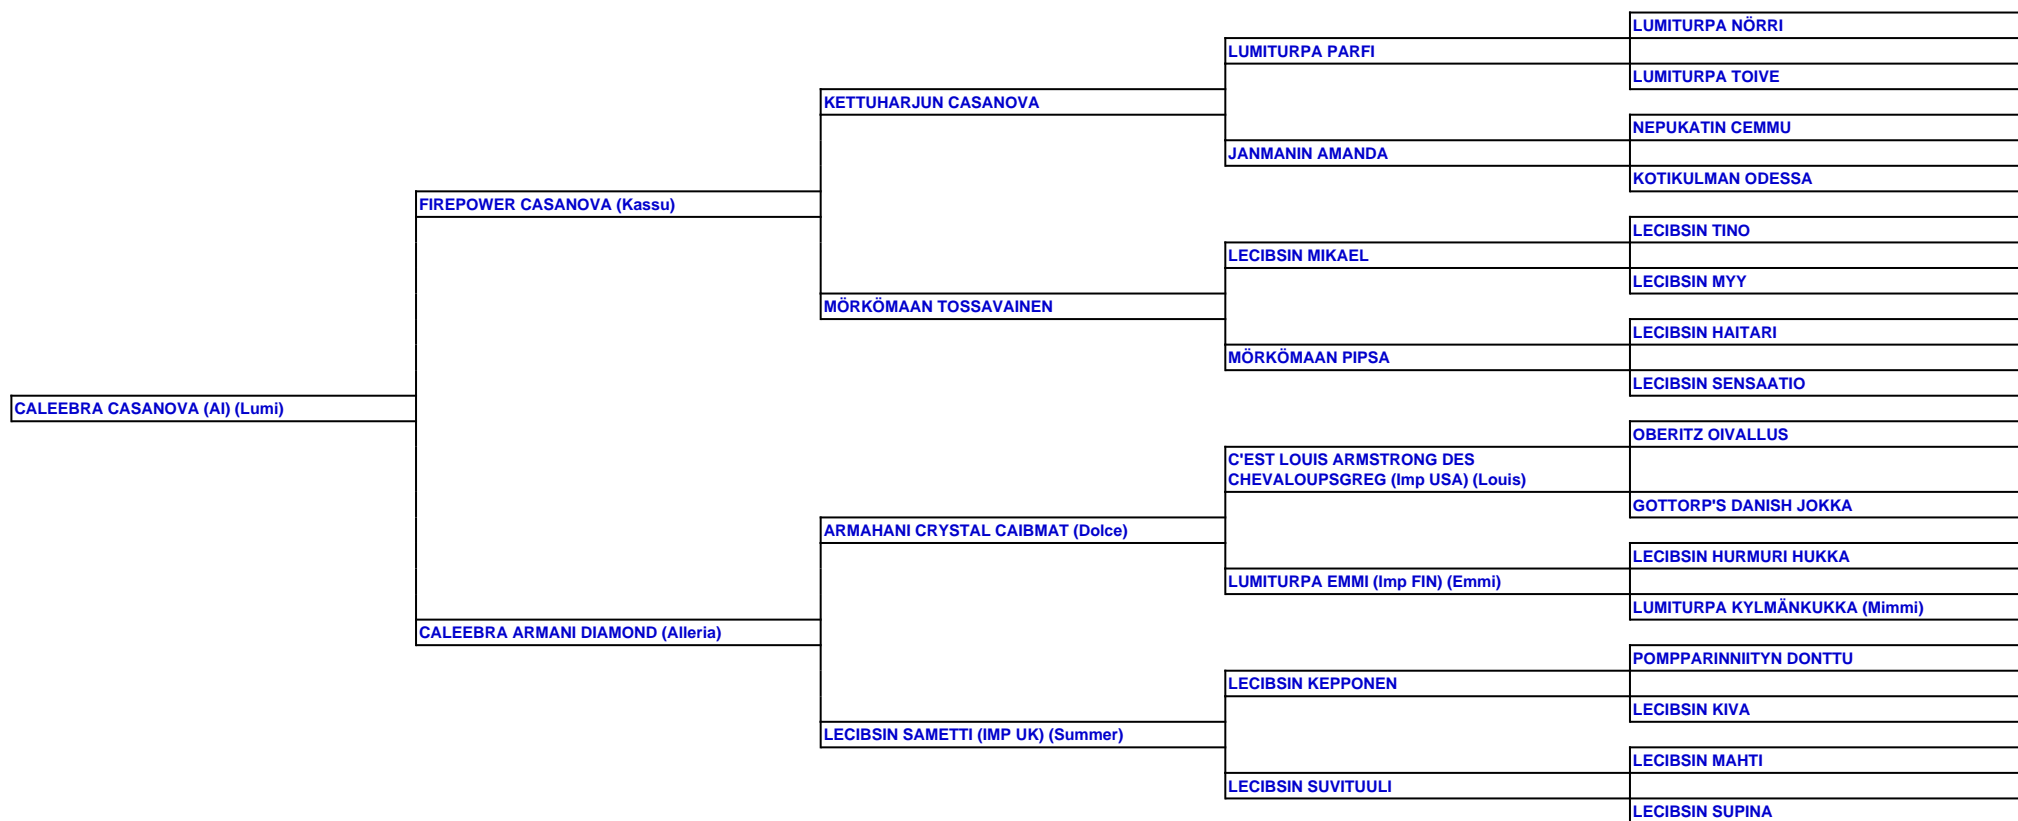 LUMITURPA NÖRRI
LUMITURPA PARFI
LUMITURPA TOIVE
KETTUHARJUN CASANOVA
NEPUKATIN CEMMU
JANMANIN AMANDA
KOTIKULMAN ODESSA
FIREPOWER CASANOVA (Kassu)
LECIBSIN TINO
LECIBSIN MIKAEL
LECIBSIN MYY
MÖRKÖMAAN TOSSAVAINEN
LECIBSIN HAITARI
MÖRKÖMAAN PIPSA
LECIBSIN SENSAATIO
CALEEBRA CASANOVA (AI) (Lumi)
OBERITZ OIVALLUS
C'EST LOUIS ARMSTRONG DES
CHEVALOUPSGREG (Imp USA) (Louis)
GOTTORP'S DANISH JOKKA
ARMAHANI CRYSTAL CAIBMAT (Dolce)
LECIBSIN HURMURI HUKKA
LUMITURPA EMMI (Imp FIN) (Emmi)
LUMITURPA KYLMÄNKUKKA (Mimmi)
CALEEBRA ARMANI DIAMOND (Alleria)
POMPPARINNIITYN DONTTU
LECIBSIN KEPPONEN
LECIBSIN KIVA
LECIBSIN SAMETTI (IMP UK) (Summer)
LECIBSIN MAHTI
LECIBSIN SUVITUULI
LECIBSIN SUPINA